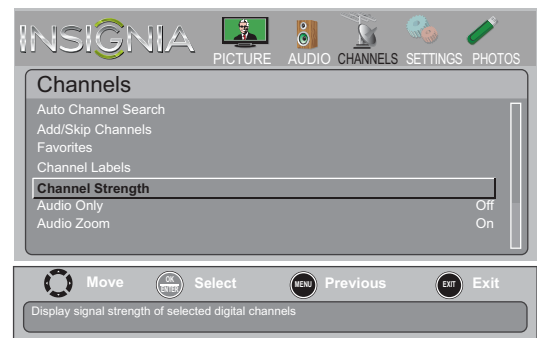 INSIGNIA
PICTURE AUDIO CHANNELS SETTINGS PHOTOS
Channels
Auto Channel Search
Add/Skip Channels
Favorites
Channel Labels
Channel Strength
Audio Only Off
Audio Zoom On
Move OK ENTER Select MENU Previous EXIT Exit
Display signal strength of selected digital channels